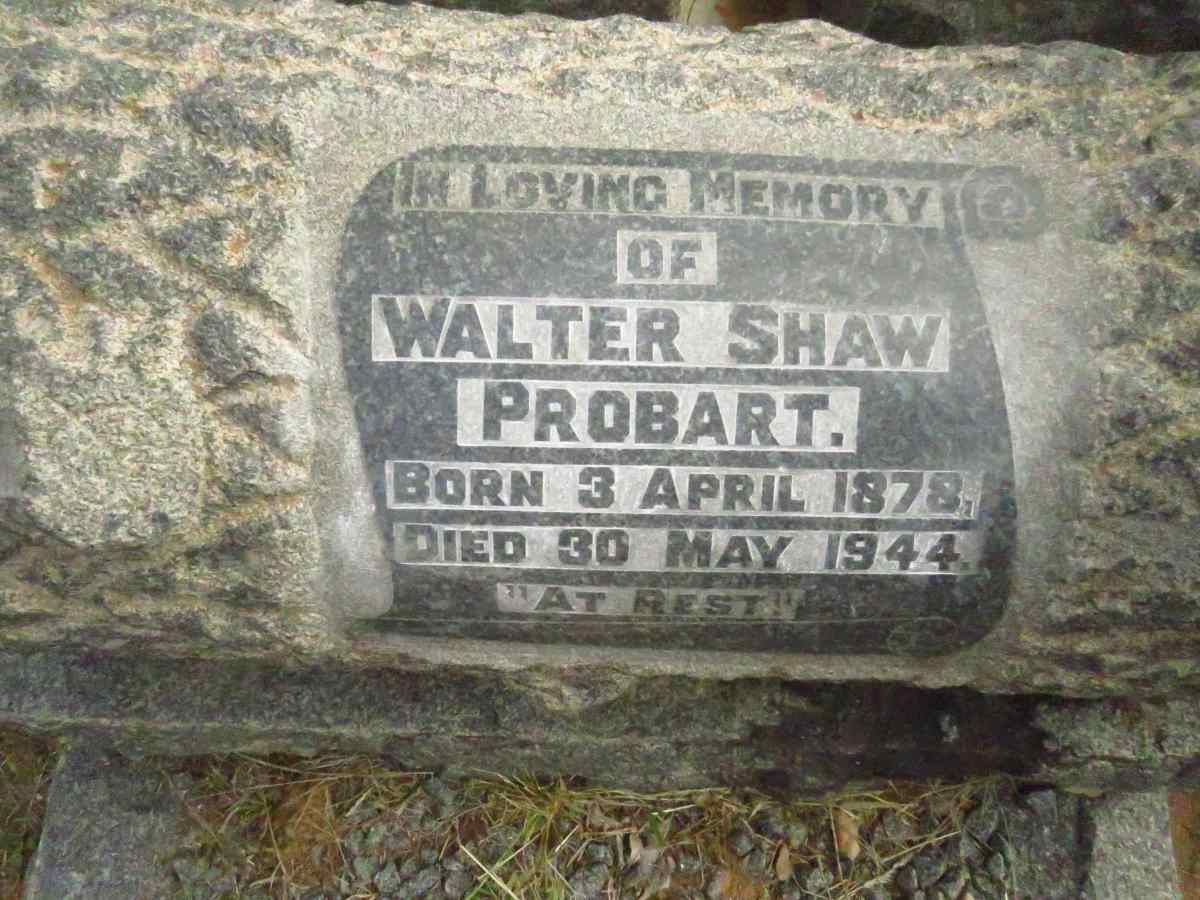 IN LOVING MEMORY
OF
WALTER SHAW
PROBART.
BORN 3 APRIL 1878,
DIED 30 MAY 1944.
"AT REST"